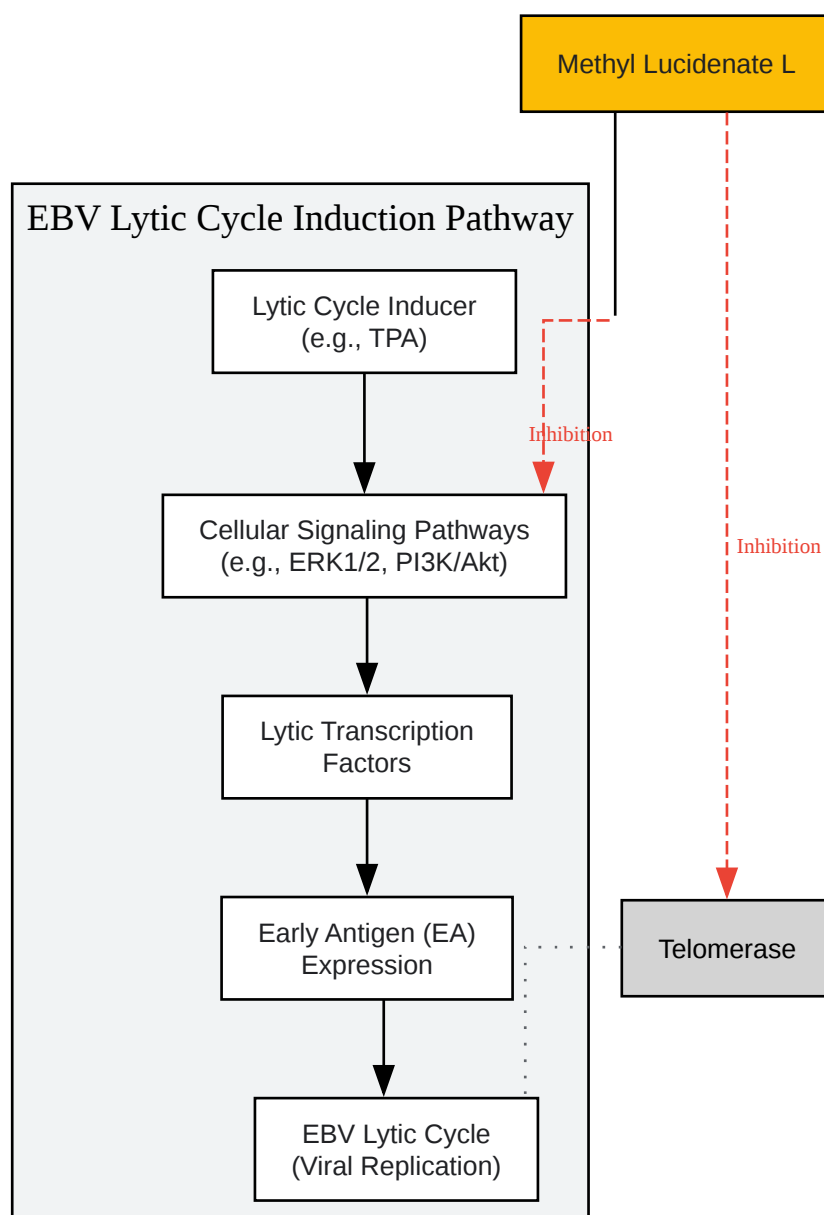 Methyl Lucidenate L
EBV Lytic Cycle Induction Pathway
Lytic Cycle Inducer
(e.g., TPA)
Inhibition
Cellular Signaling Pathways
(e.g., ERK1/2, PI3K/Akt)
Inhibition
Lytic Transcription
Factors
Early Antigen (EA)
Expression
Telomerase
EBV Lytic Cycle
(Viral Replication)